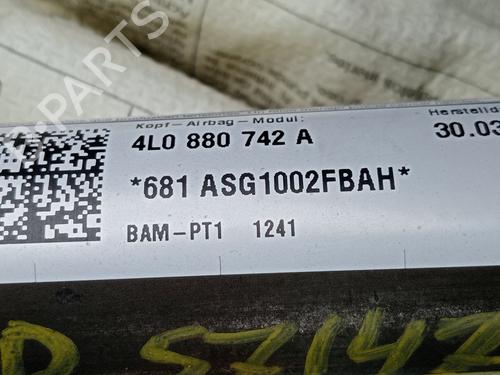 Kopf-Airbag-Modul:
Herstelld
4L0 880 742 A
30.03
*681 ASG1002FBAH*
BAM-PT1 1241